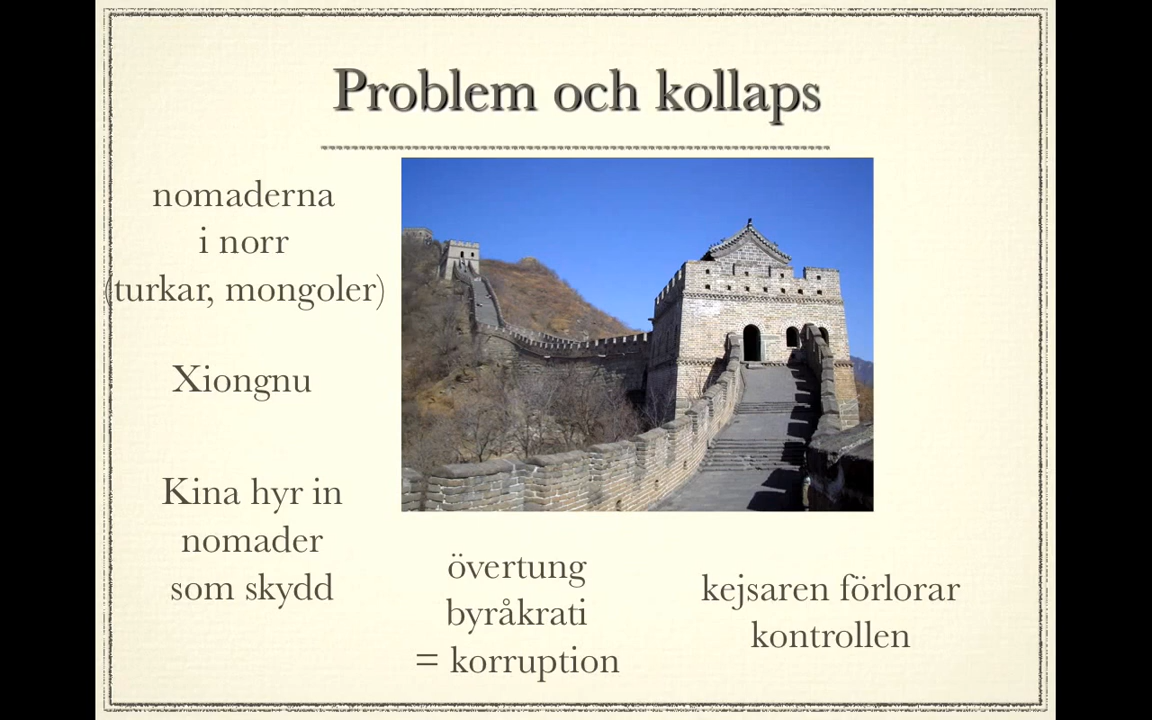 Problem och kollaps
nomaderna
i norr
(turkar, mongoler)
Xiongnu
Kina hyr in
nomader
som skydd
övertung
byråkrati
= korruption
kejsaren förlorar
kontrollen